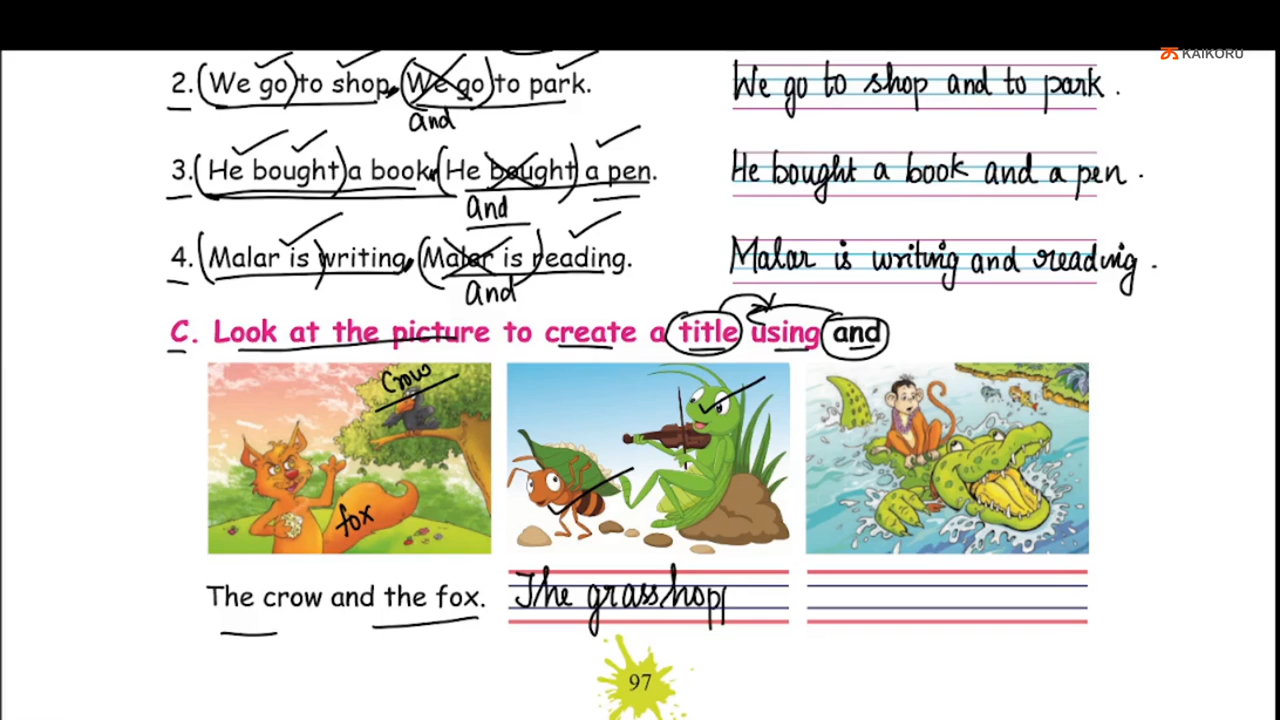 KAIKORU
2. We go to shop. We go to park.
We go to shop and to park.
and
3. He bought a book. He bought a pen.
He bought a book and a pen.
and
4. Malar is writing. Malar is reading.
Malar is writing and reading.
and
C. Look at the picture to create a title using and
crow
fox
The crow and the fox.
The grasshop
97